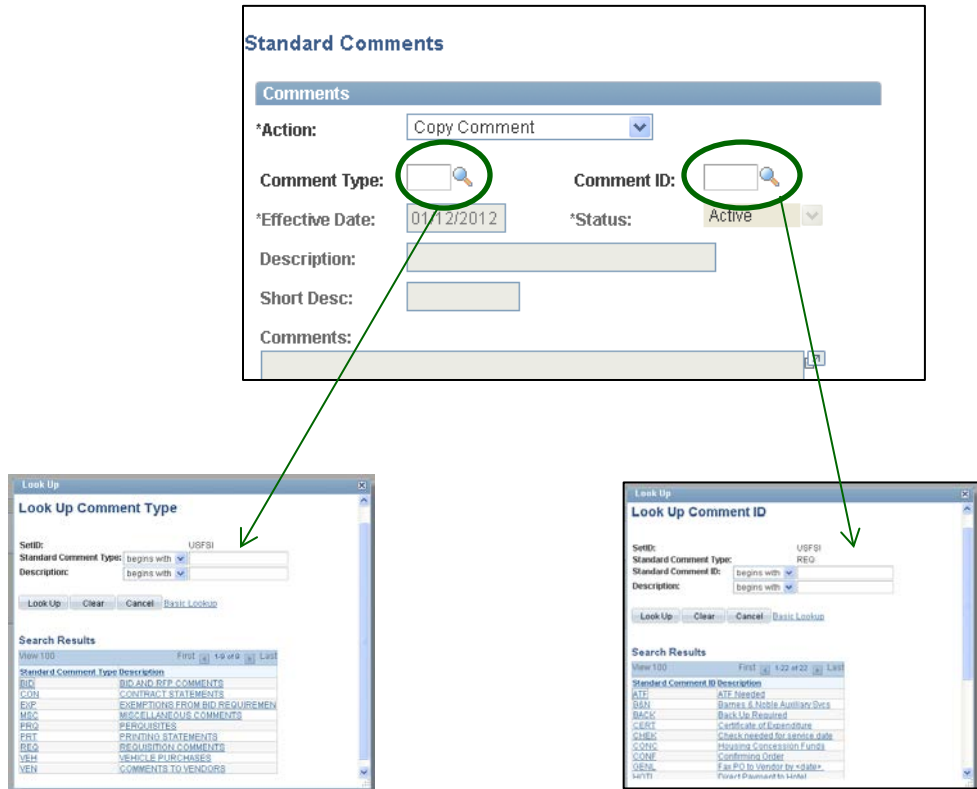 Standard Comments
Comments
*Action: Copy Comment
Comment Type: Comment ID:
*Effective Date: 01/12/2012 *Status: Active
Description:
Short Desc:
Comments:
Look Up
Look Up Comment Type
SetID: USFSI
Standard Comment Type: begins with
Description: begins with
Look Up Clear Cancel Basic Lookup
Search Results
View 100 First 1-9 of 9 Last
Standard Comment Type Description
BID BID AND RFP COMMENTS
CON CONTRACT STATEMENTS
EXP EXEMPTIONS FROM BID REQUIREMEN
MSC MISCELLANEOUS COMMENTS
PRQ PERQUISITES
PRT PRINTING STATEMENTS
REQ REQUISITION COMMENTS
VEH VEHICLE PURCHASES
VEN COMMENTS TO VENDORS
Look Up
Look Up Comment ID
SetID: USFSI
Standard Comment Type: REQ
Standard Comment ID: begins with
Description: begins with
Look Up Clear Cancel Basic Lookup
Search Results
View 100 First 1-22 of 22 Last
Standard Comment ID Description
ATF ATF Needed
B&N Barnes & Noble Auxiliary Svcs
BACK Back Up Required
CERT Certificate of Expenditure
CHEK Check needed for service date
CONC Housing Concession Funds
CONF Confirming Order
GENL Fax PO to Vendor by <date>.
HOTL Direct Payment to Hotel